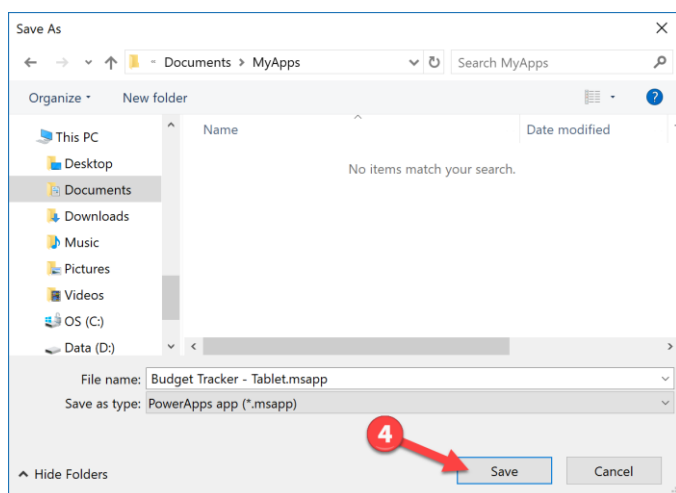 Save As
Documents > MyApps
Search MyApps
Organize
New folder
?
This PC
Name
Date modified
Desktop
No items match your search.
Documents
Downloads
Music
Pictures
Videos
OS (C:)
Data (D:)
File name: Budget Tracker - Tablet.msapp
Save as type: PowerApps app (*.msapp)
4
Hide Folders
Save
Cancel